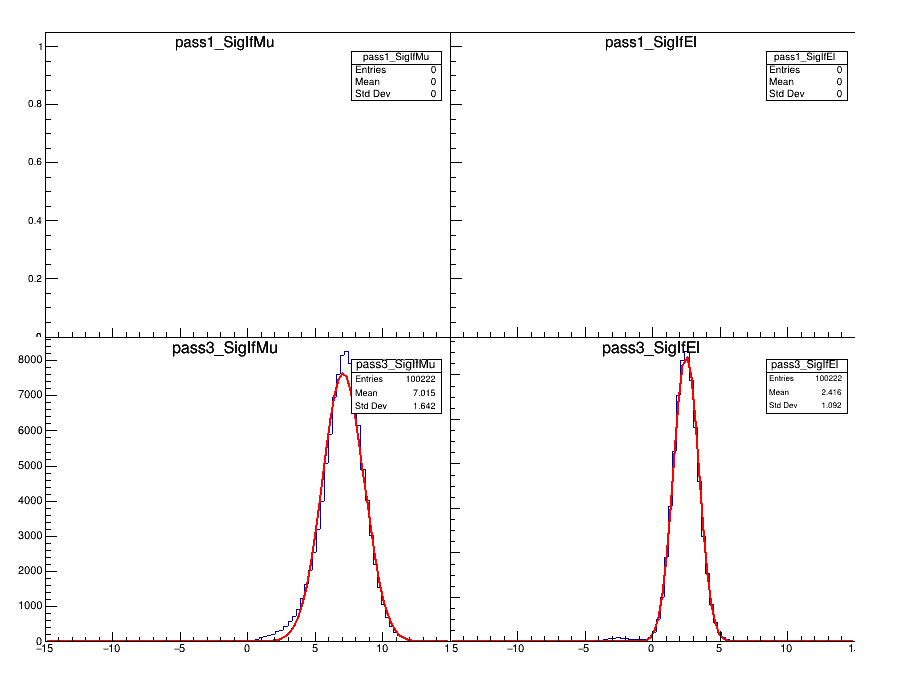 pass1_SigIfMu
pass1_SigIfMu
Entries 0
Mean 0
Std Dev 0
1
0.8
0.6
0.4
0.2
pass1_SigIfEl
pass1_SigIfEl
Entries 0
Mean 0
Std Dev 0
pass3_SigIfMu
pass3_SigIfMu
Entries 100222
Mean 7.015
Std Dev 1.642
8000
7000
6000
5000
4000
3000
2000
1000
0
−15 −10 −5 0 5 10
pass3_SigIfEl
pass3_SigIfEl
Entries 100222
Mean 2.416
Std Dev 1.092
−10 −5 0 5 10